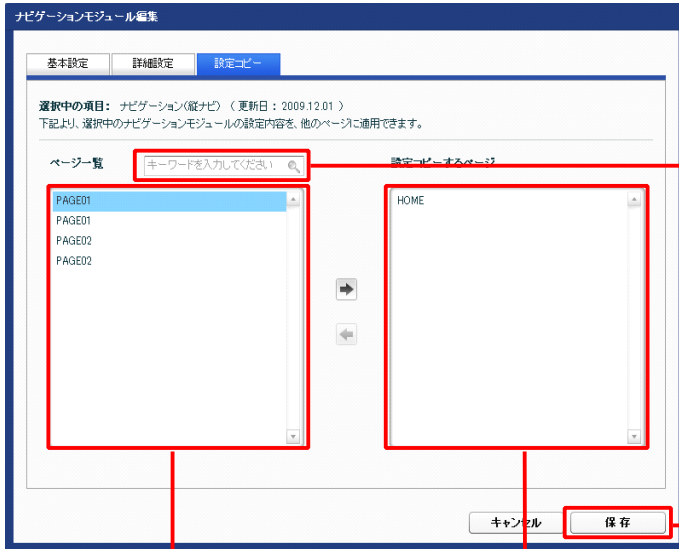 ナビゲーションモジュール編集
基本設定 詳細設定 設定コピー
選択中の項目： ナビゲーション(縦ナビ) （ 更新日 : 2009.12.01 ）
下記より、選択中のナビゲーションモジュールの設定内容を、他のページに適用できます。
ページ一覧 キーワードを入力してください 設定コピーするページ
PAGE01 HOME
PAGE01
PAGE02
PAGE02
キャンセル 保存